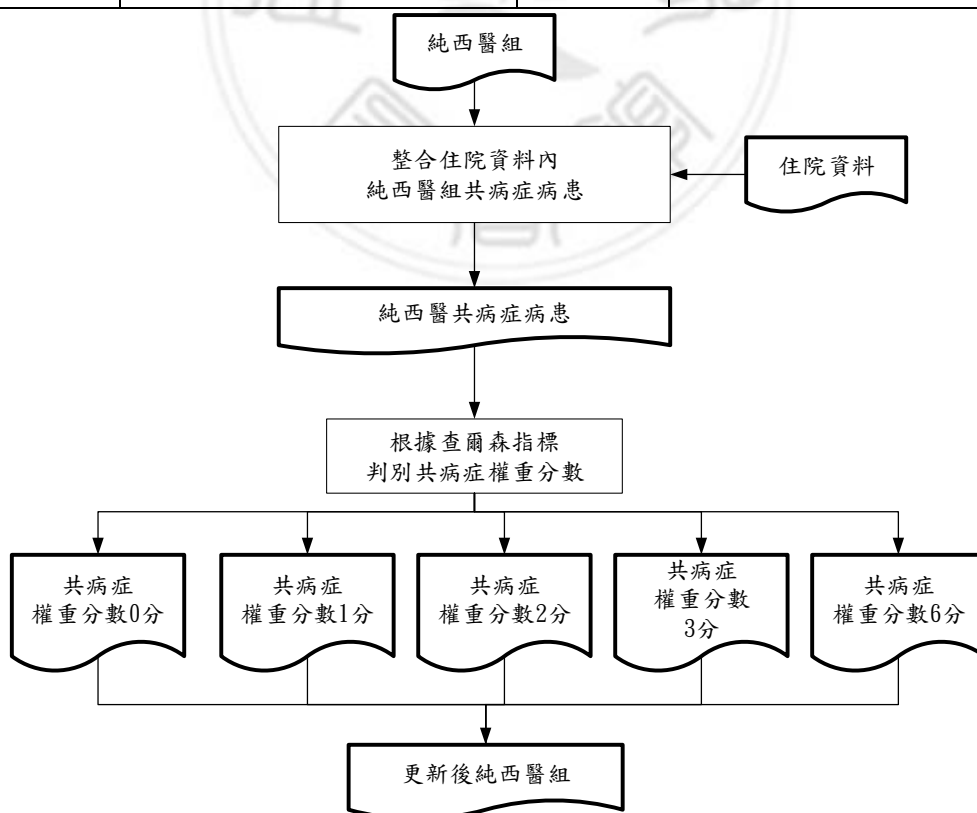 純西醫組
整合住院資料內
純西醫組共病症病患
住院資料
純西醫共病症病患
根據查爾森指標
判別共病症權重分數
共病症
權重分數0分
共病症
權重分數1分
共病症
權重分數2分
共病症
權重分數
3分
共病症
權重分數6分
更新後純西醫組